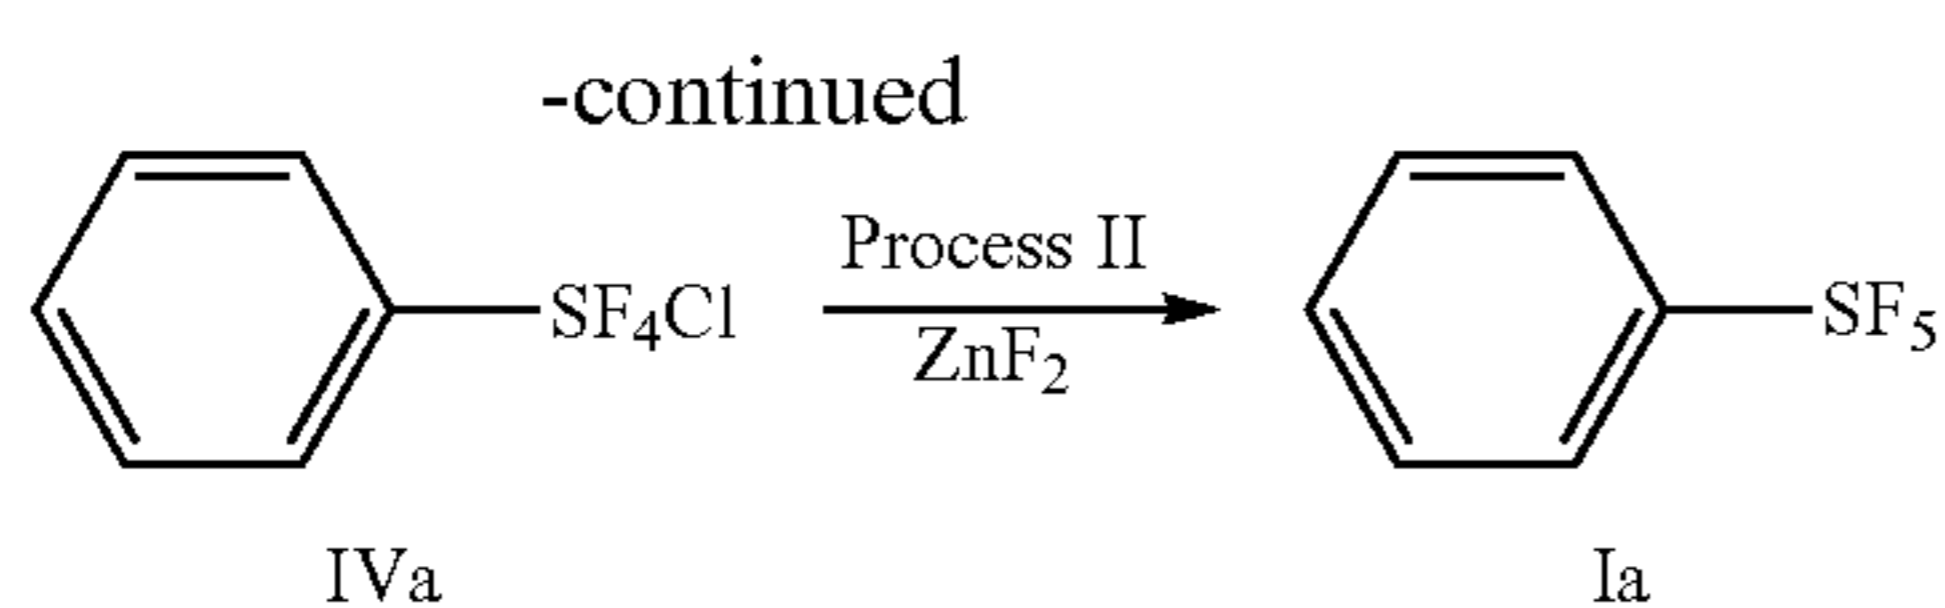 -continued
Process II
SF₄Cl
ZnF₂
SF₅
IVa
Ia